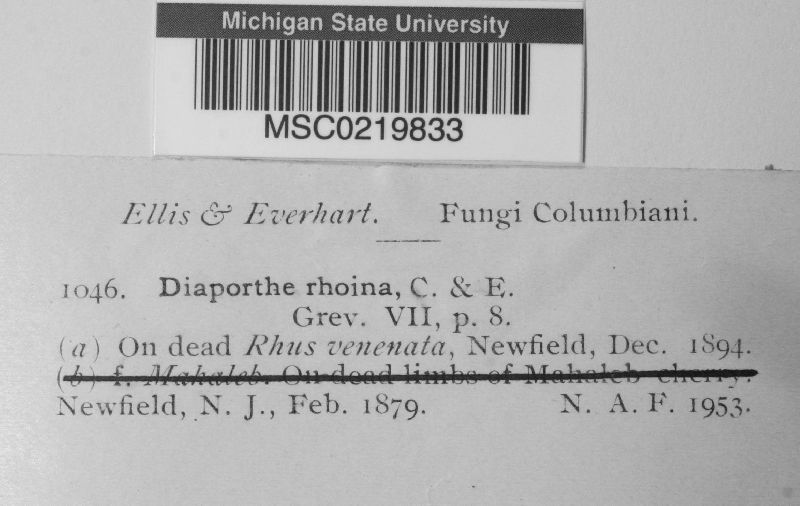 Michigan State University
MSC0219833
Ellis & Everhart. Fungi Columbiani.
1046. Diaporthe rhoina, C. & E.
Grev. VII, p. 8.
(a) On dead Rhus venenata, Newfield, Dec. 1894.
(b) f. Mahaleb. On dead limbs of Mahaleb cherry.
Newfield, N. J., Feb. 1879. N. A. F. 1953.